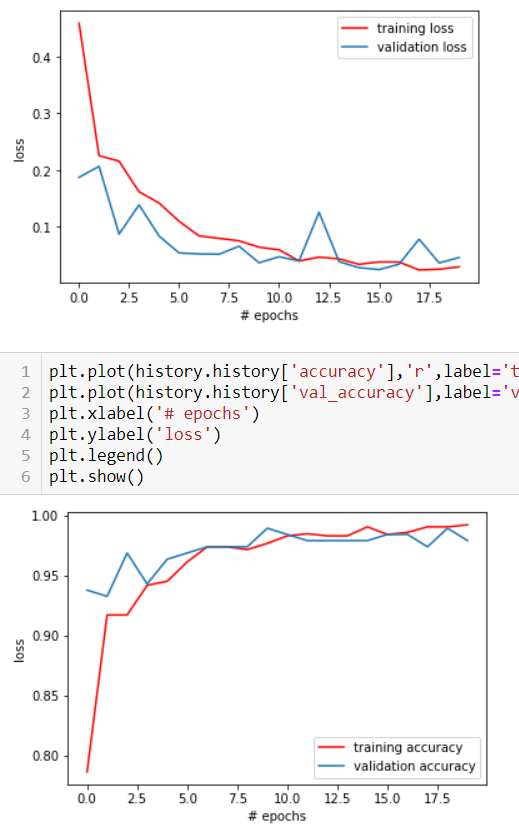 training loss
validation loss
0.4
0.3
0.2
0.1
loss
0.0 2.5 5.0 7.5 10.0 12.5 15.0 17.5
# epochs
1 plt.plot(history.history['accuracy'],'r',label='t
2 plt.plot(history.history['val_accuracy'],label='v
3 plt.xlabel('# epochs')
4 plt.ylabel('loss')
5 plt.legend()
6 plt.show()
1.00
0.95
0.90
0.85
0.80
loss
training accuracy
validation accuracy
0.0 2.5 5.0 7.5 10.0 12.5 15.0 17.5
# epochs